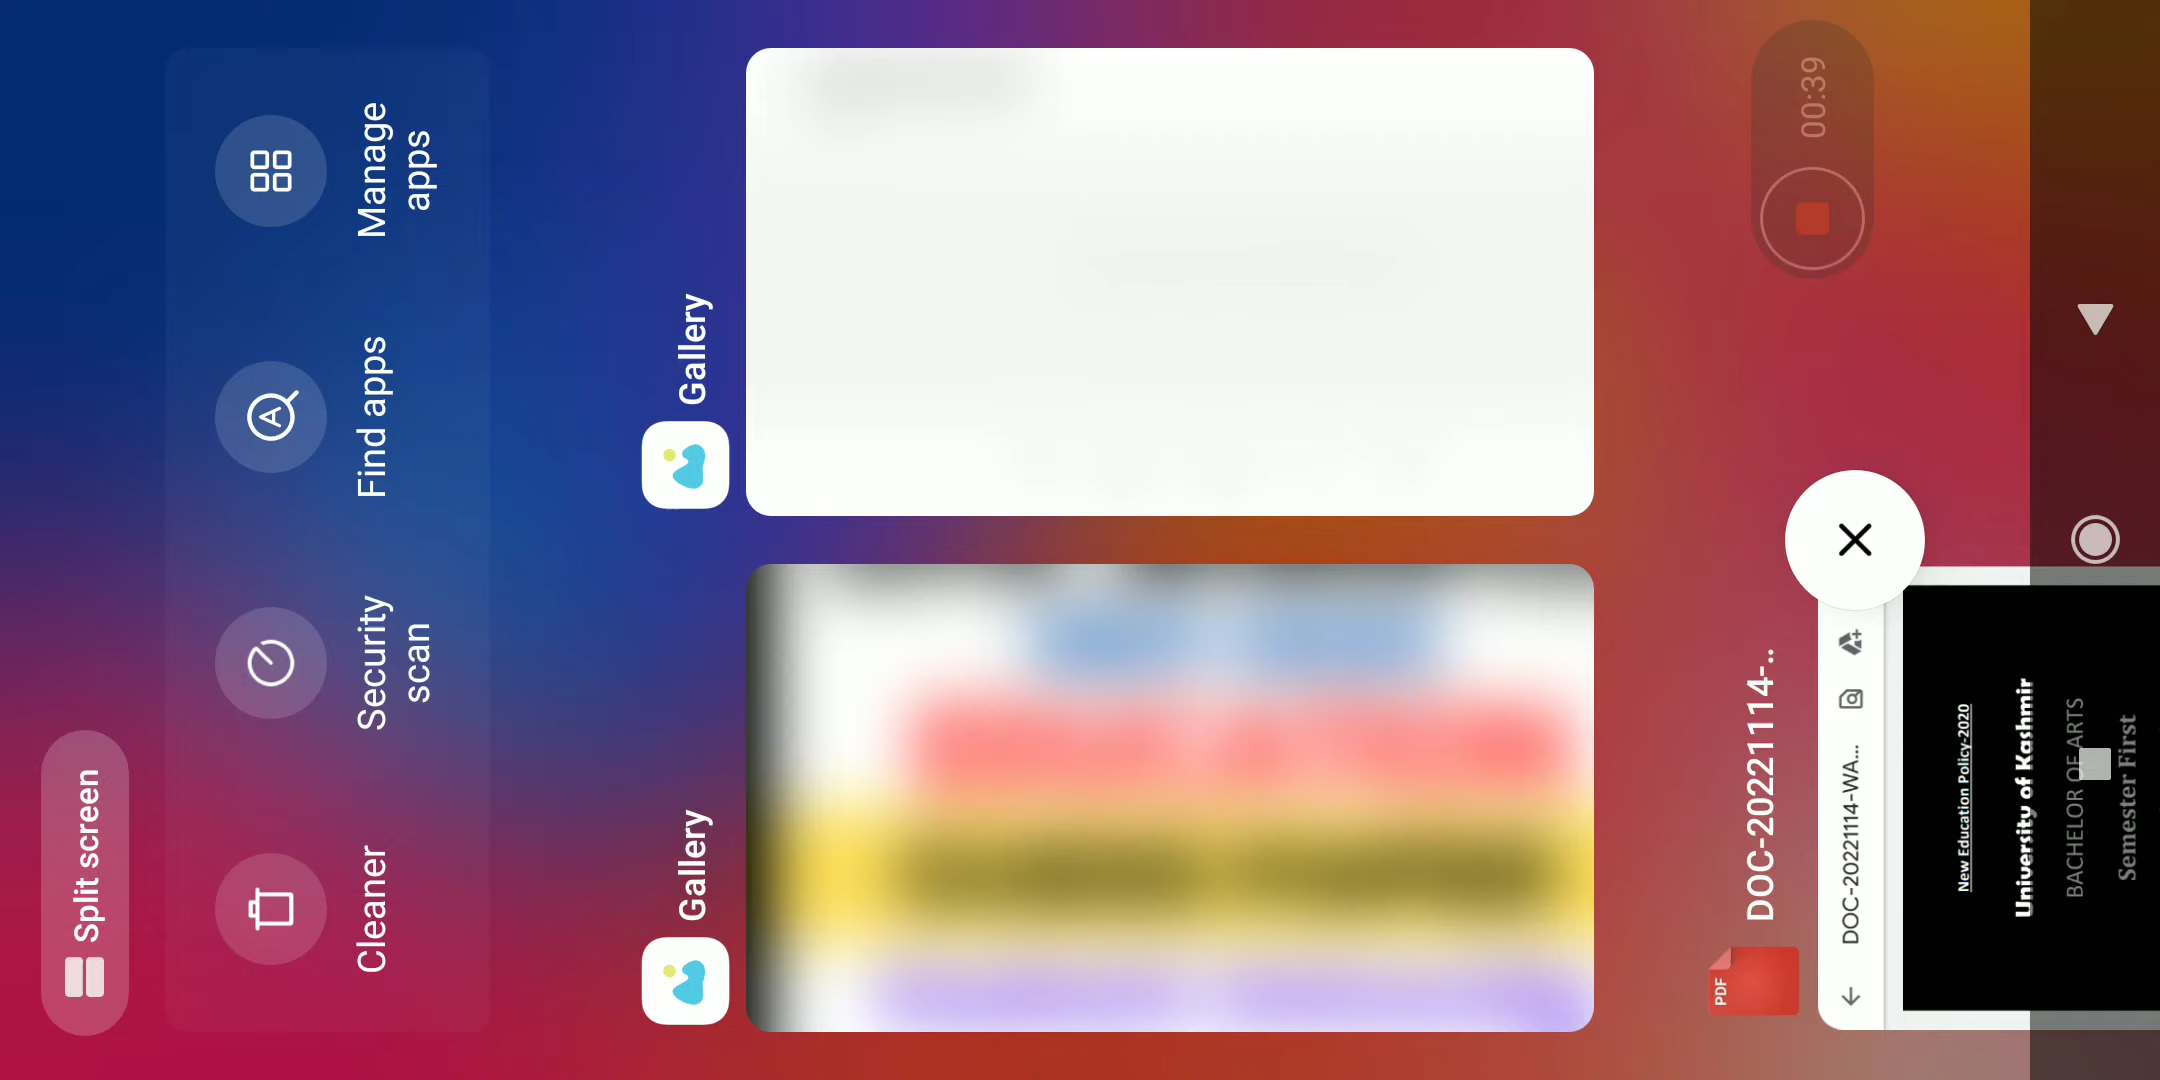 Split screen
Cleaner
Security scan
Find apps
Manage apps
Gallery
Gallery
00:39
DOC-20221114-..
PDF
DOC-20221114-WA...
New Education Policy-2020
University of Kashmir
BACHELOR OF ARTS
Semester First